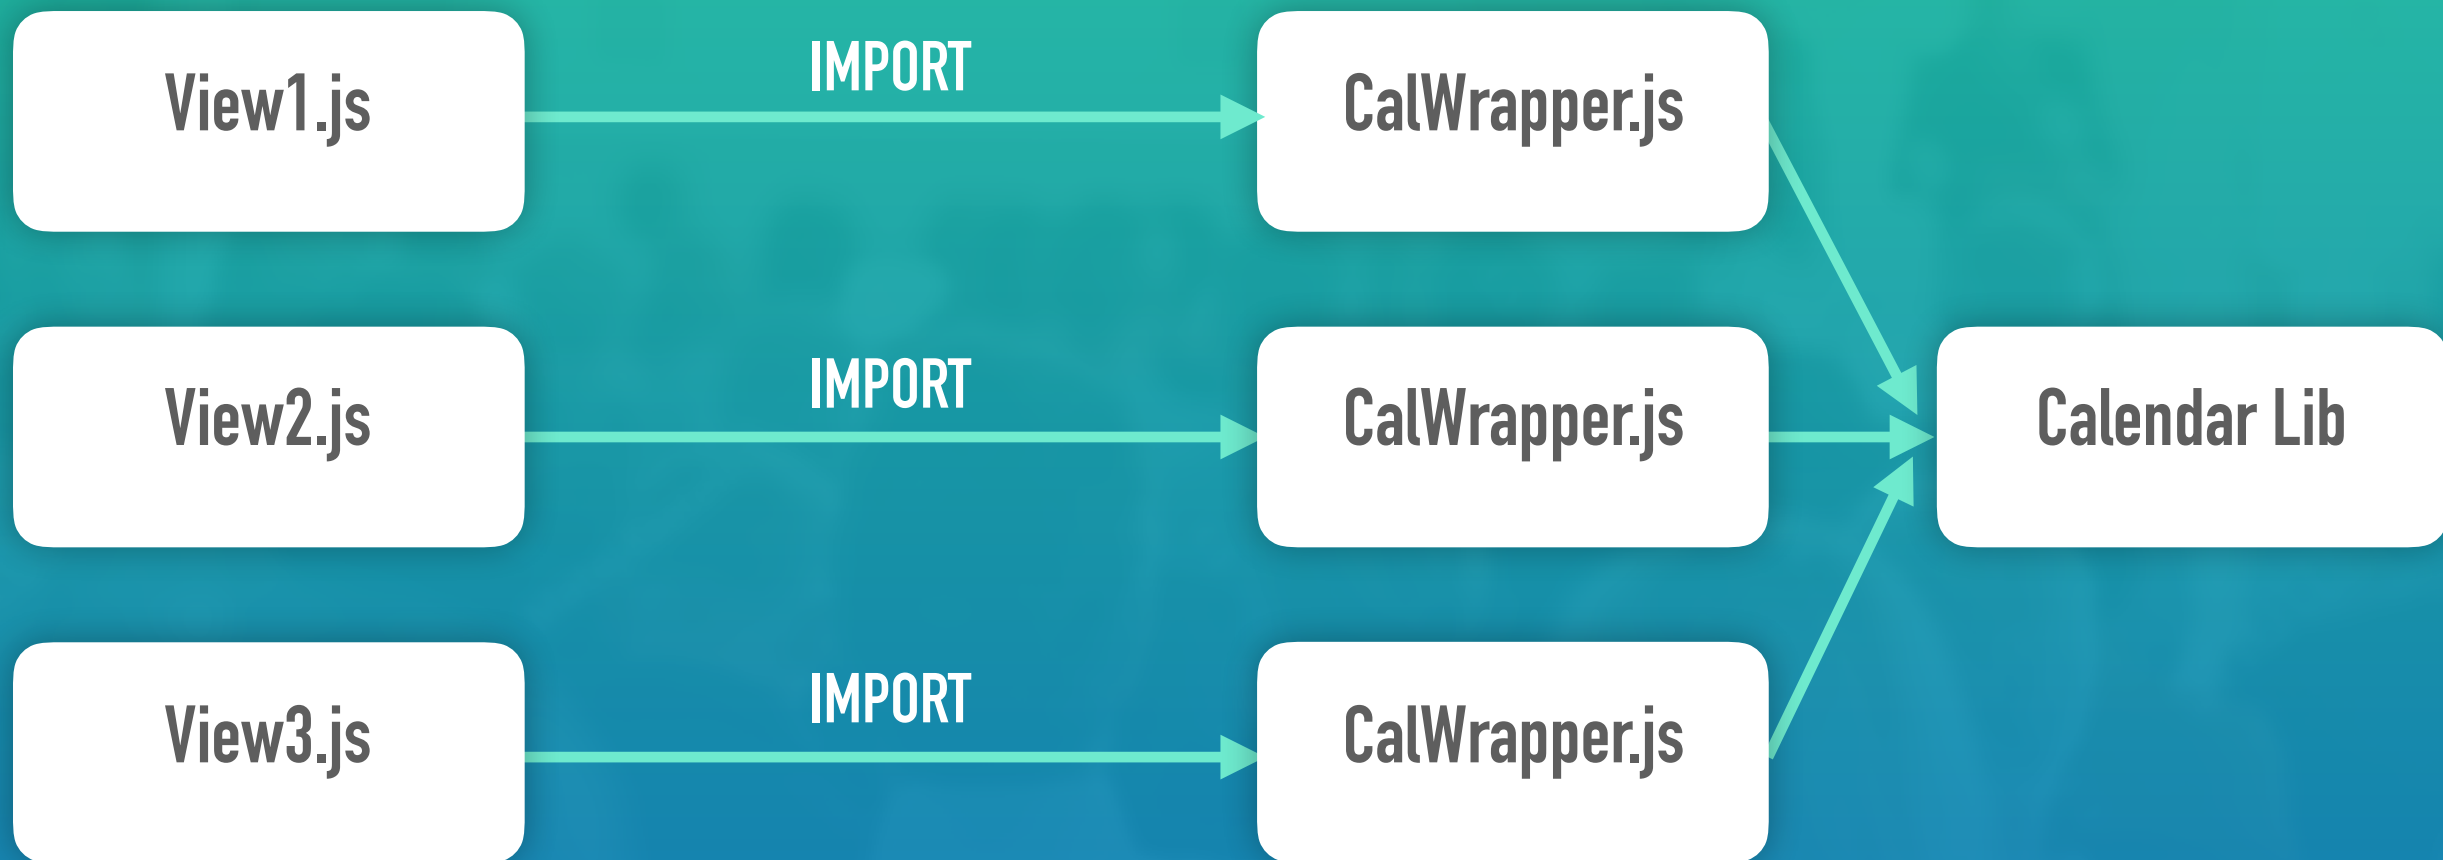 View1.js
IMPORT
CalWrapper.js
View2.js
IMPORT
CalWrapper.js
Calendar Lib
View3.js
IMPORT
CalWrapper.js